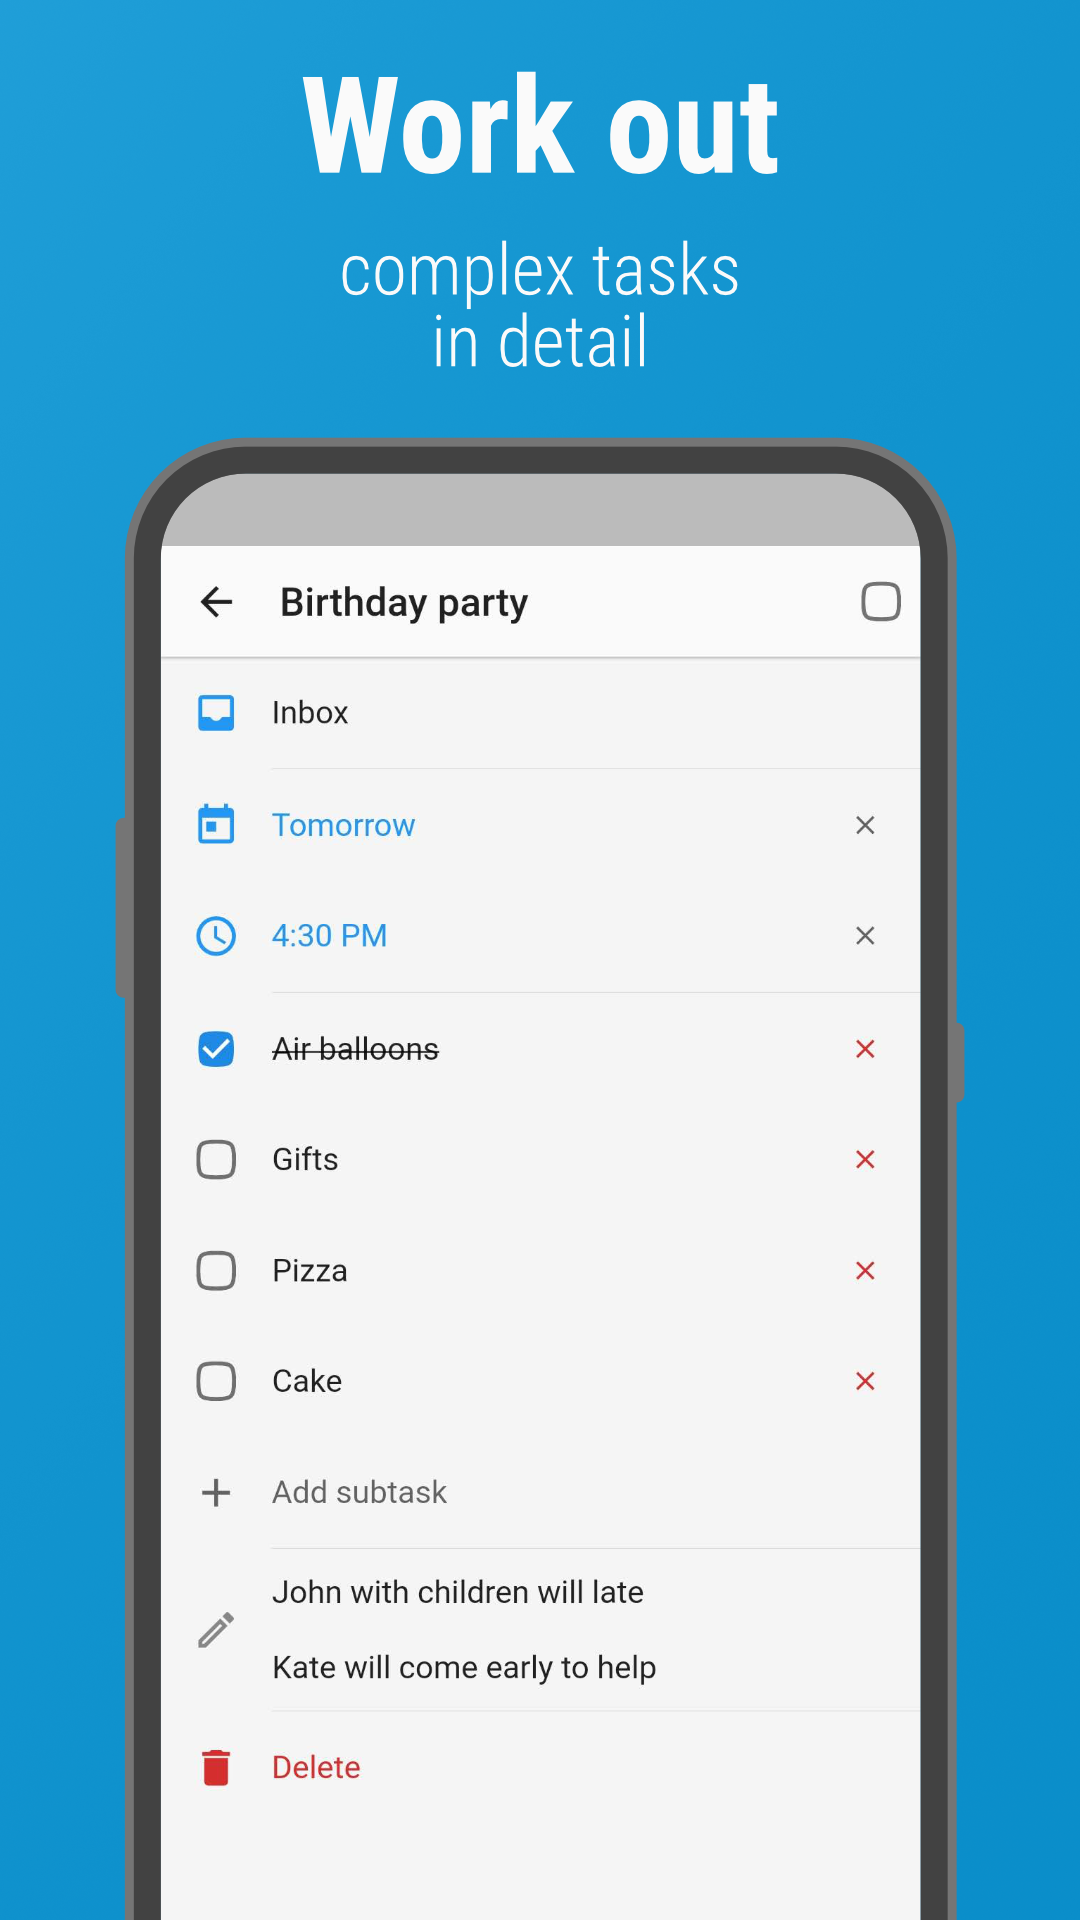 Work out
complex tasks
in detail
Birthday party
Inbox
Tomorrow
4:30 PM
Air balloons
Gifts
Pizza
Cake
Add subtask
John with children will late
Kate will come early to help
Delete